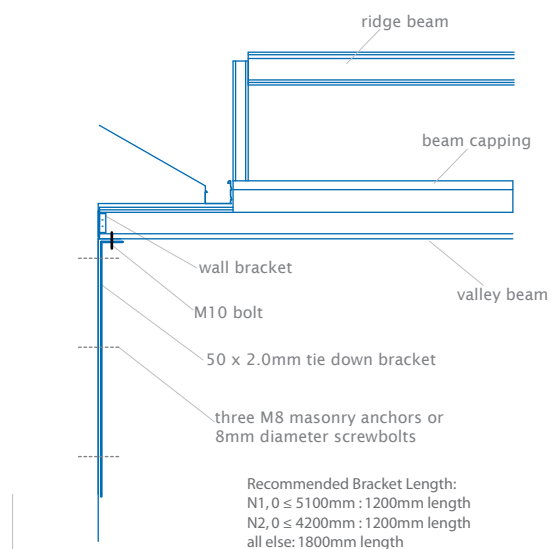 ridge beam
beam capping
wall bracket
valley beam
M10 bolt
50 x 2.0mm tie down bracket
three M8 masonry anchors or
8mm diameter screwbolts
Recommended Bracket Length:
N1, 0 ≤ 5100mm : 1200mm length
N2, 0 ≤ 4200mm : 1200mm length
all else: 1800mm length